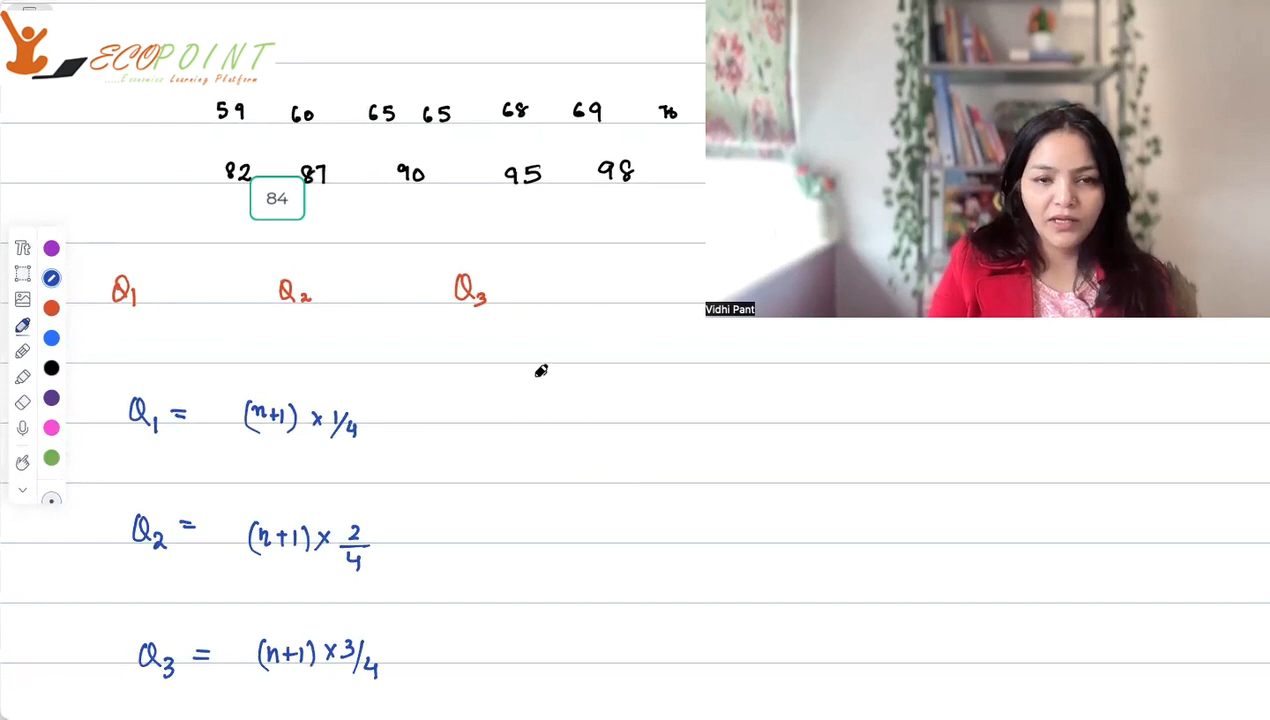 ECOPOINT
.....Economics Learning Platform
59 60 65 65 68 69 70
82 87 90 95 98
84
Tt
Q1 Q2 Q3
Vidhi Pant
Q1 = (n+1) × 1/4
Q2 = (n+1) × 2/4
Q3 = (n+1) × 3/4